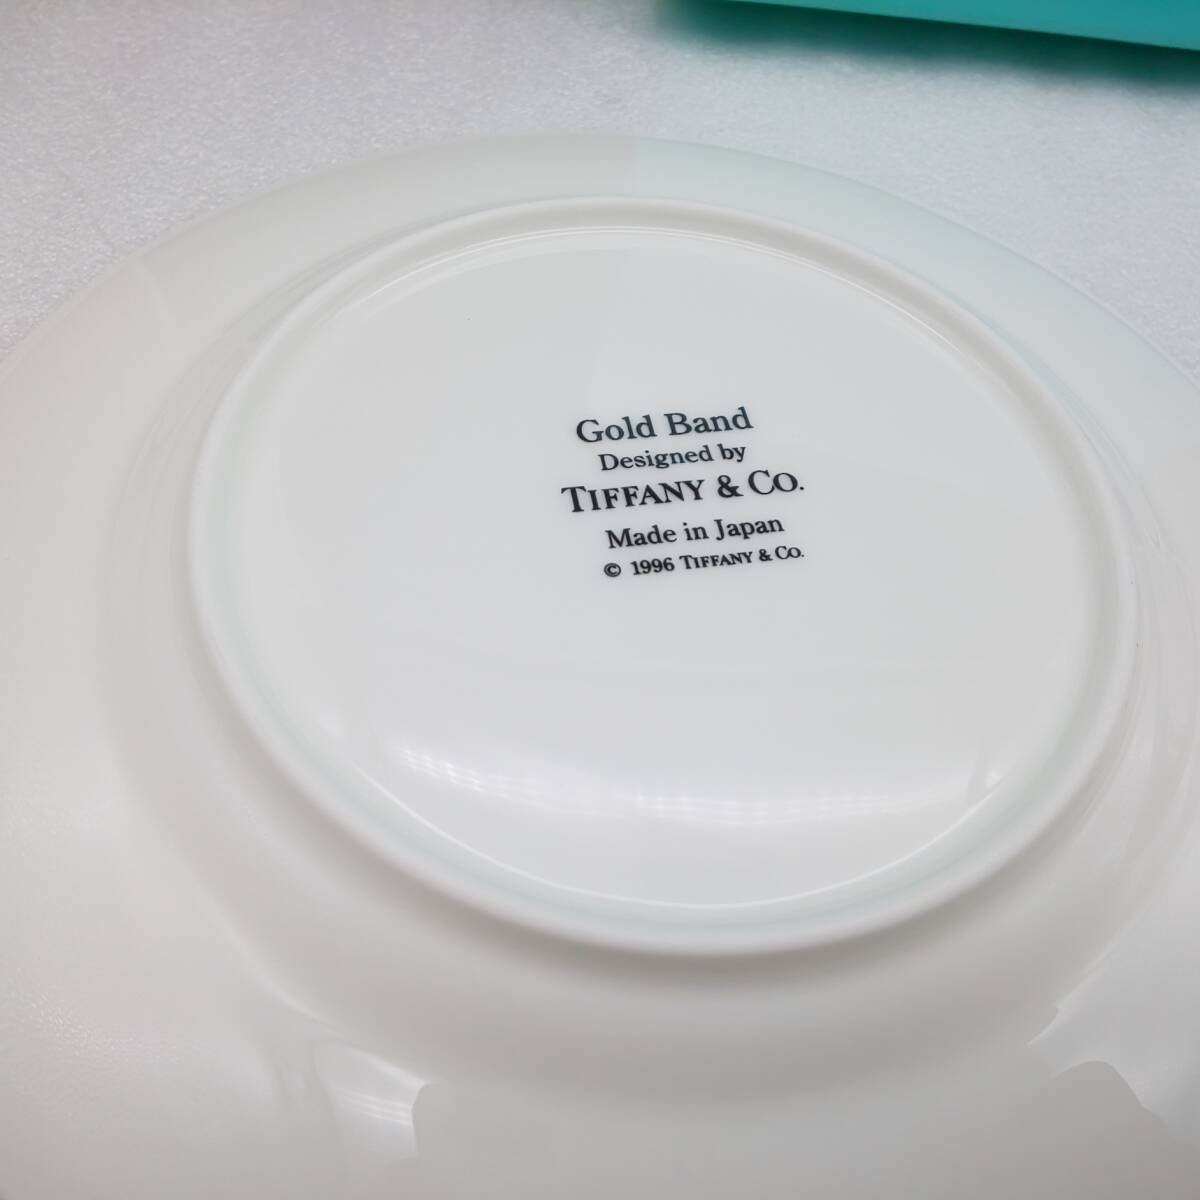 Gold Band
Designed by
TIFFANY & CO.
Made in Japan
© 1996 TIFFANY & CO.